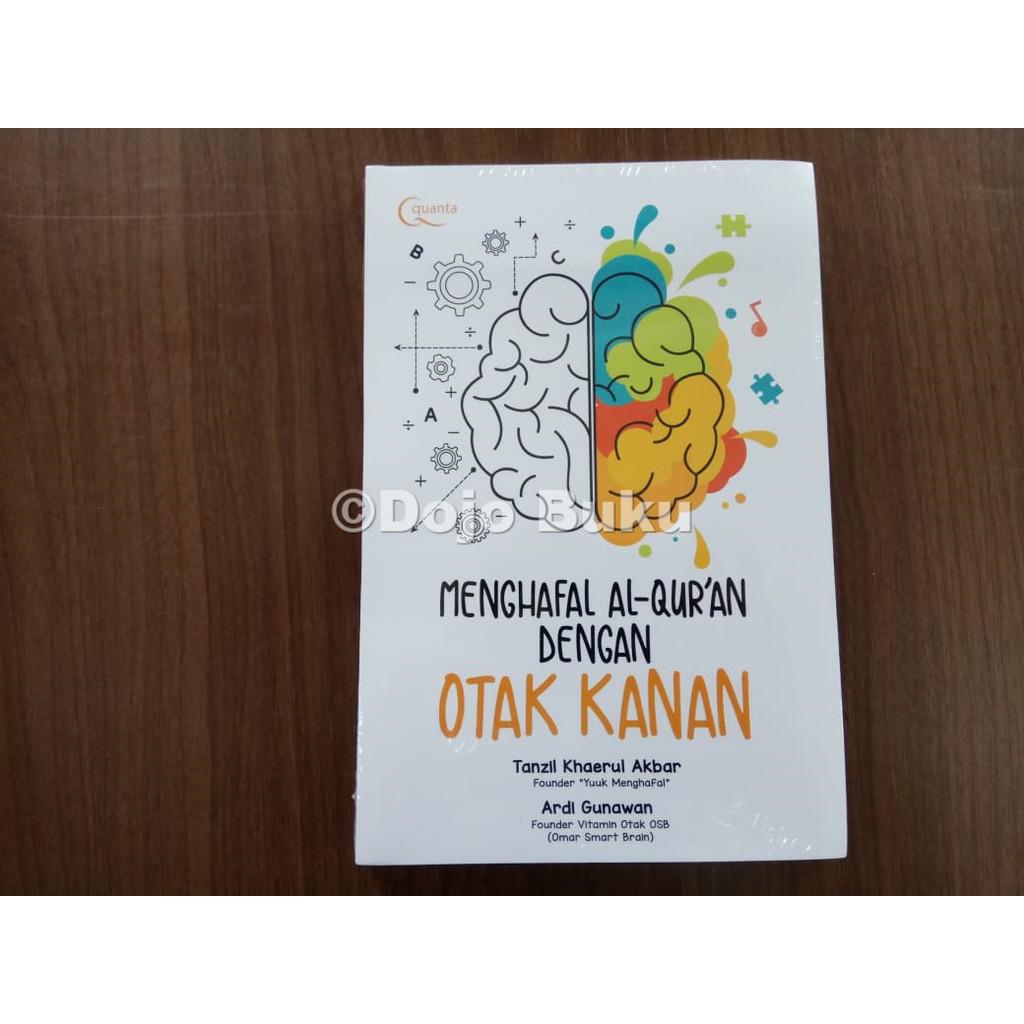 quanta
B
C
A
©Dojo Buku
MENGHAFAL AL-QUR'AN
DENGAN
OTAK KANAN
Tanzil Khaerul Akbar
Founder "Yuuk Menghafal"
Ardi Gunawan
Founder Vitamin Otak OSB
(Omar Smart Brain)